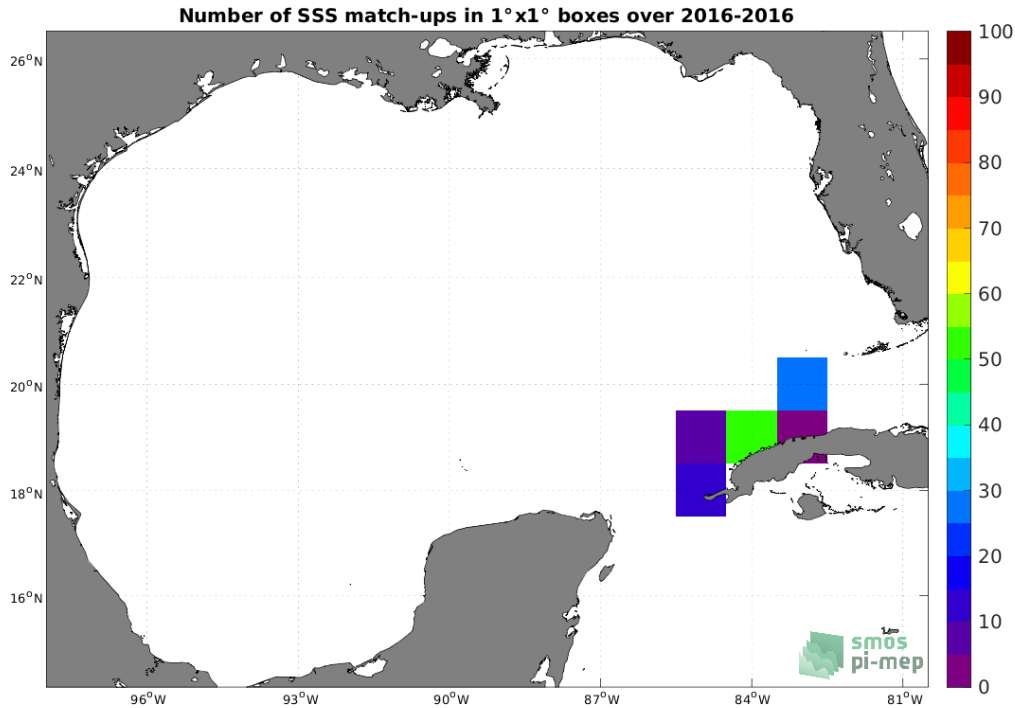 Number of SSS match-ups in 1°x1° boxes over 2016-2016
26°N
24°N
22°N
20°N
18°N
16°N
96°W
93°W
90°W
87°W
84°W
81°W
100
90
80
70
60
50
40
30
20
10
0
smos
pi-mep